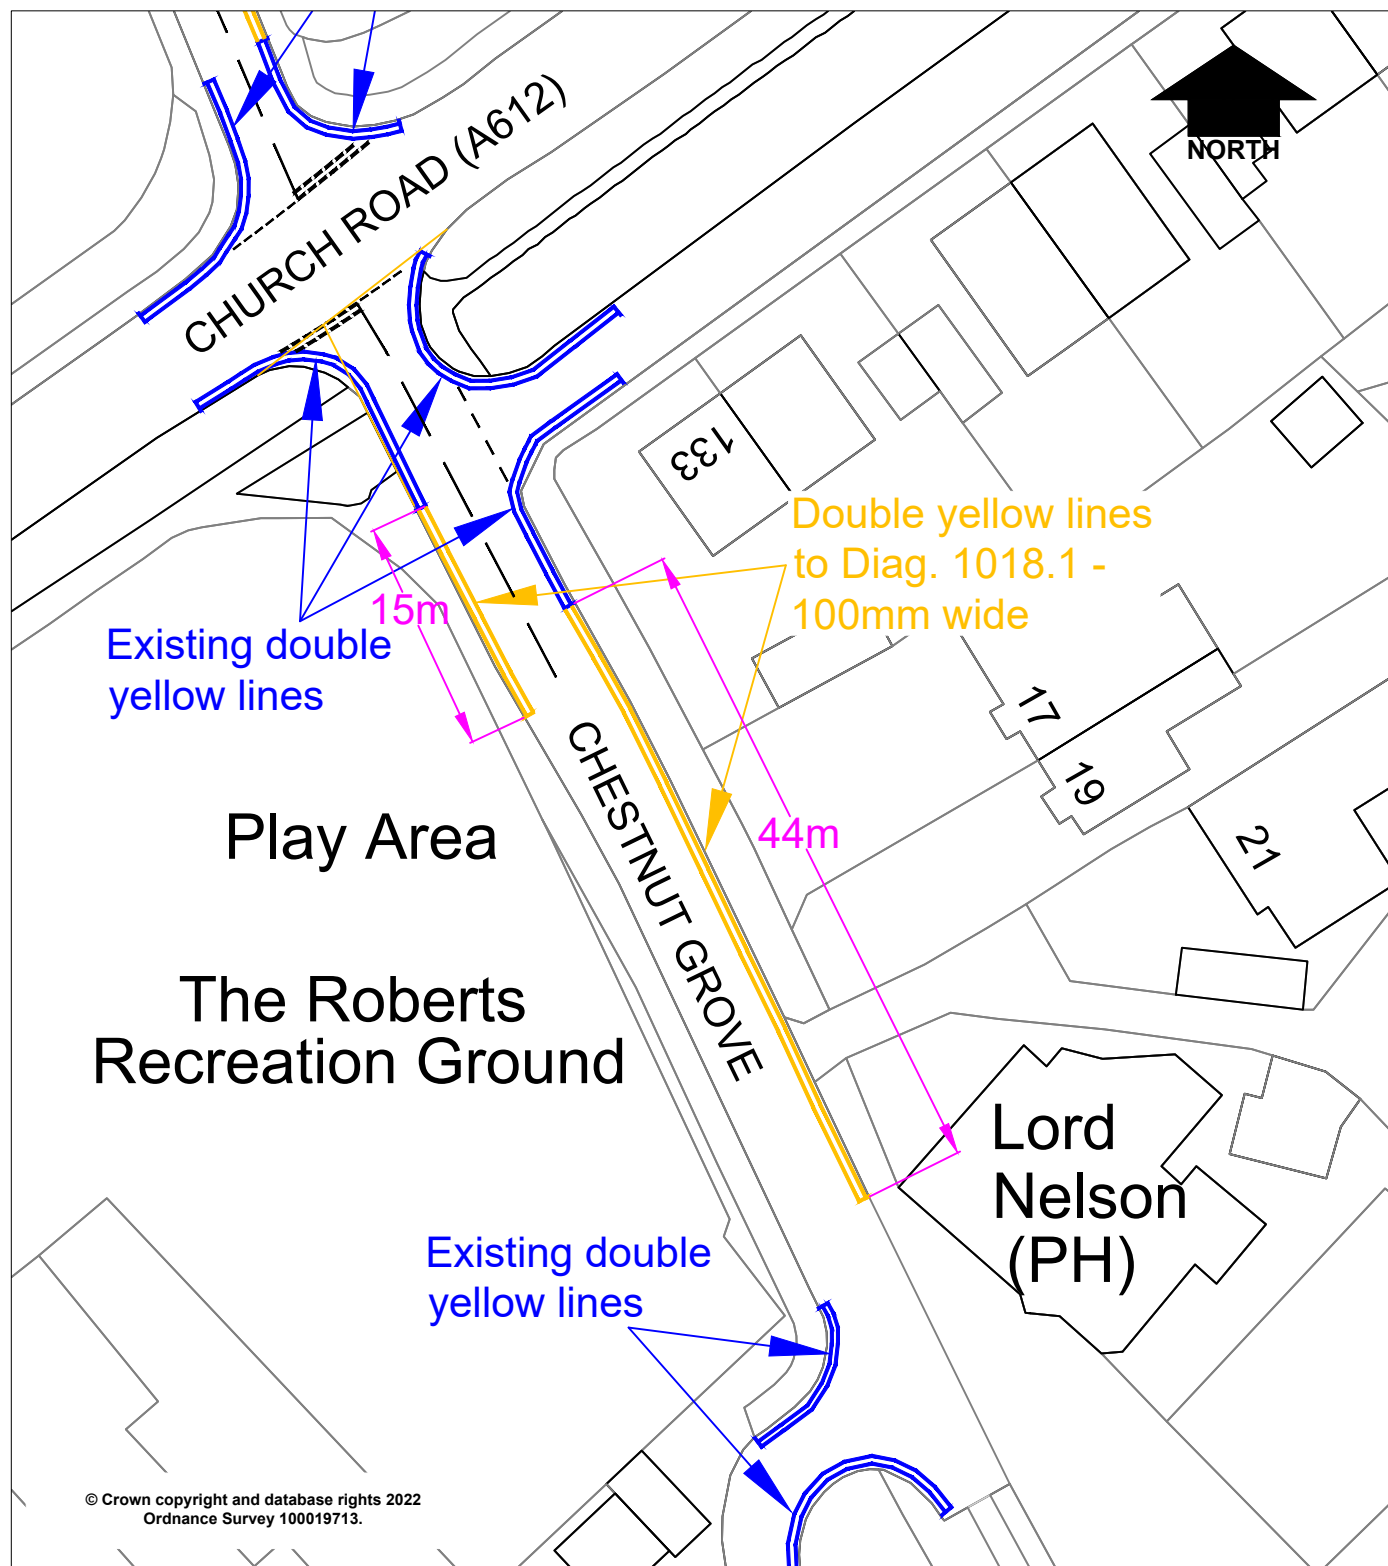 NORTH
CHURCH ROAD (A612)
133
Double yellow lines
to Diag. 1018.1 -
100mm wide
15m
Existing double
yellow lines
17
19
21
44m
CHESTNUT GROVE
Play Area
The Roberts
Recreation Ground
Lord
Nelson
(PH)
Existing double
yellow lines
© Crown copyright and database rights 2022
Ordnance Survey 100019713.